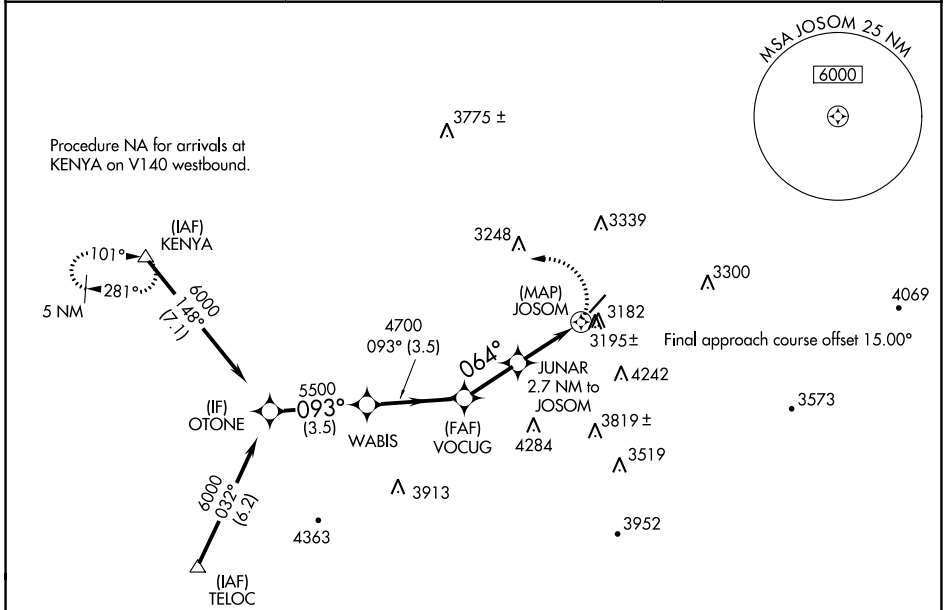 MSA JOSOM 25 NM
6000
3775 ±
Procedure NA for arrivals at
KENYA on V140 westbound.
(IAF)
KENYA
101°
281°
5 NM
6000
148°
(7.1)
3248
3339
3300
4069
(MAP)
JOSOM
3182
3195±
Final approach course offset 15.00°
4700
093° (3.5)
064°
JUNAR
2.7 NM to
JOSOM
4242
3573
(IF)
OTONE
5500
093°
(3.5)
WABIS
(FAF)
VOCUG
4284
3819 ±
3519
3913
3952
4363
6000
032°
(6.2)
(IAF)
TELOC